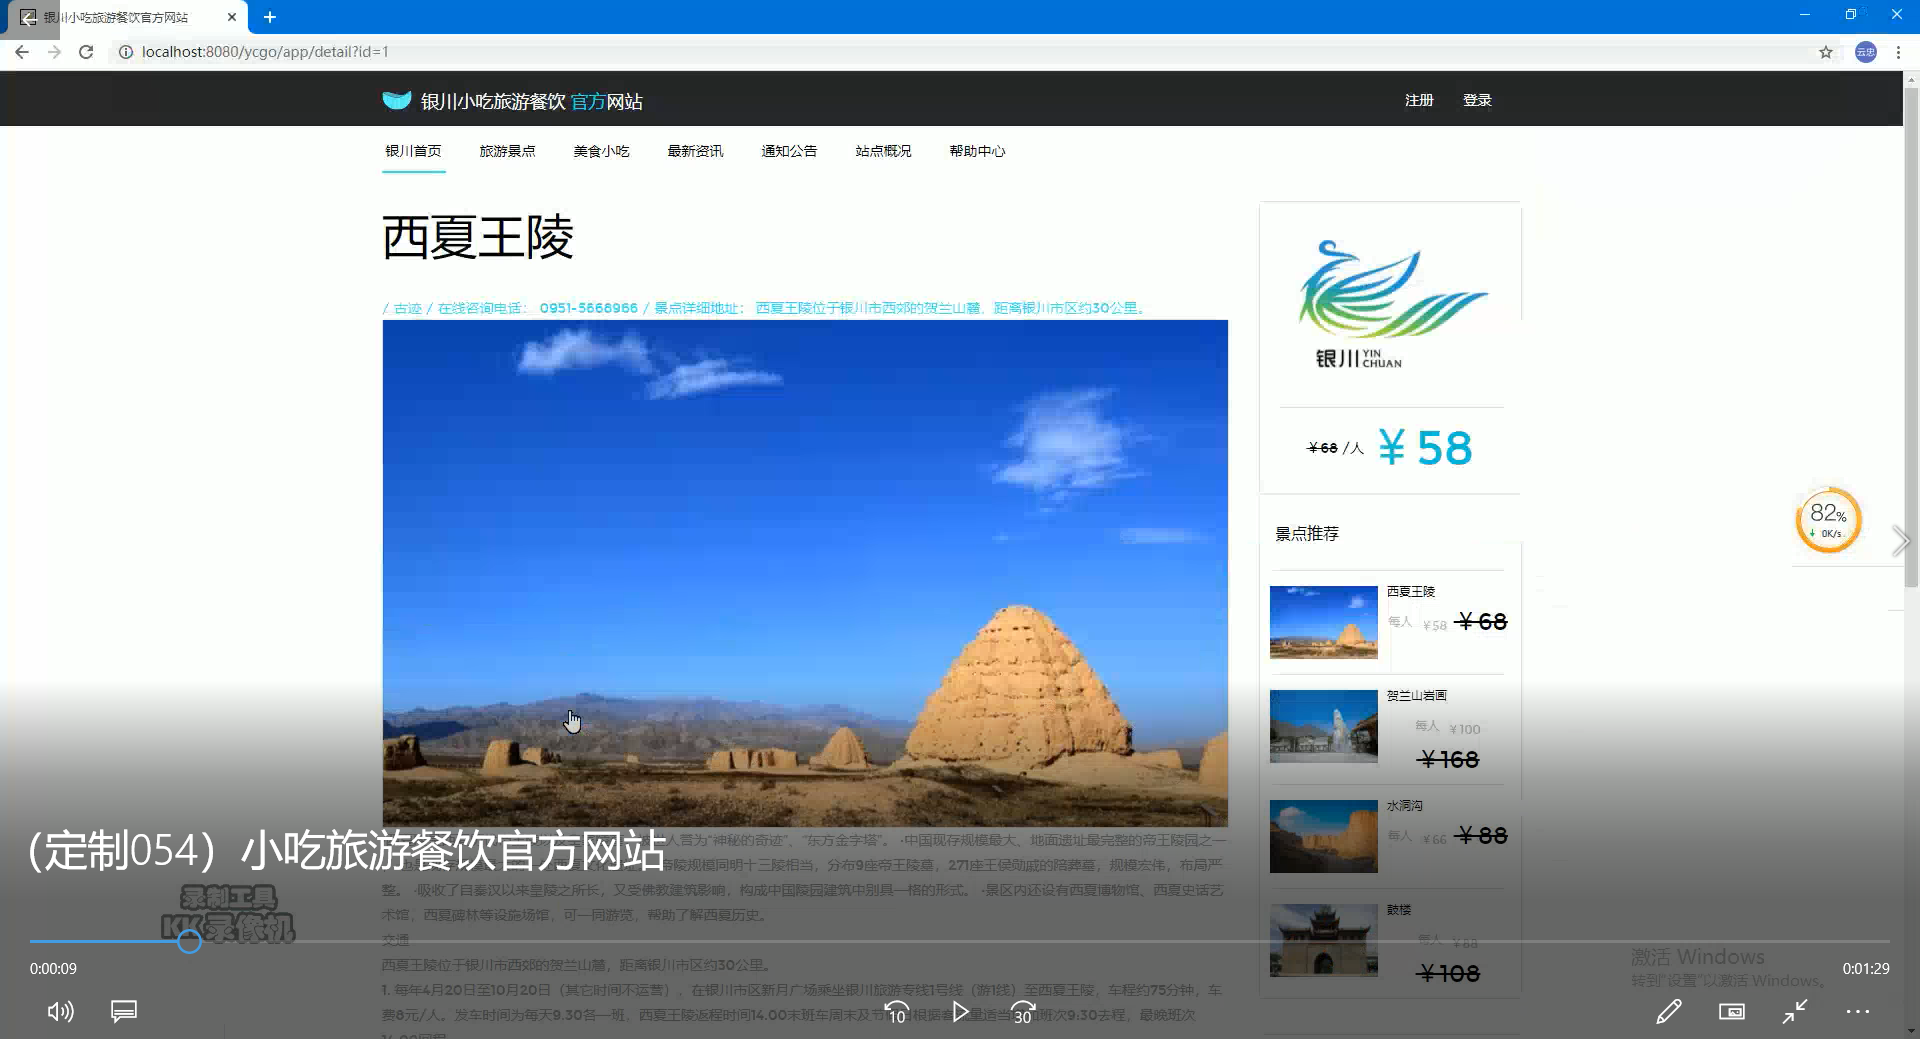 银川小吃旅游餐饮官方网站
localhost:8080/ycgo/app/detail?id=1
云忠
银川小吃旅游餐饮 官方网站
注册 登录
银川首页 旅游景点 美食小吃 最新资讯 通知公告 站点概况 帮助中心
西夏王陵
/ 古迹 / 在线咨询电话： 0951-5668966 / 景点详细地址： 西夏王陵位于银川市西郊的贺兰山麓，距离银川市区约30公里。
银川 YIN CHUAN
￥68 /人 ￥58
景点推荐
西夏王陵
每人 ￥58 ￥68
贺兰山岩画
每人 ￥100
￥168
水洞沟
每人 ￥66 ￥88
鼓楼
每人 ￥88
￥108
82%
0K/s
（定制054）小吃旅游餐饮官方网站
人誉为“神秘的奇迹”、“东方金字塔”。 ·中国现存规模最大、地面遗址最完整的帝王陵园之一
帝陵规模同明十三陵相当，分布9座帝王陵墓，271座王侯勋戚的陪葬墓，规模宏伟，布局严
整。 ·吸收了自秦汉以来皇陵之所长，又受佛教建筑影响，构成中国陵园建筑中别具一格的形式。 ·景区内还设有西夏博物馆、西夏史话艺
术馆，西夏碑林等设施场馆，可一同游览，帮助了解西夏历史。
录制工具
KK录像机
交通
西夏王陵位于银川市西郊的贺兰山麓，距离银川市区约30公里。
1. 每年4月20日至10月20日（其它时间不运营），在银川市区新月广场乘坐银川旅游专线1号线（游1线）至西夏王陵，车程约75分钟，车
费8元/人。发车时间为每天9.30各一班，西夏王陵返程时间14.00末班车周末及节
根据客
适当
班次9:30去程，最晚班次
激活 Windows
转到“设置”以激活 Windows。
0:00:09
0:01:29
10
30